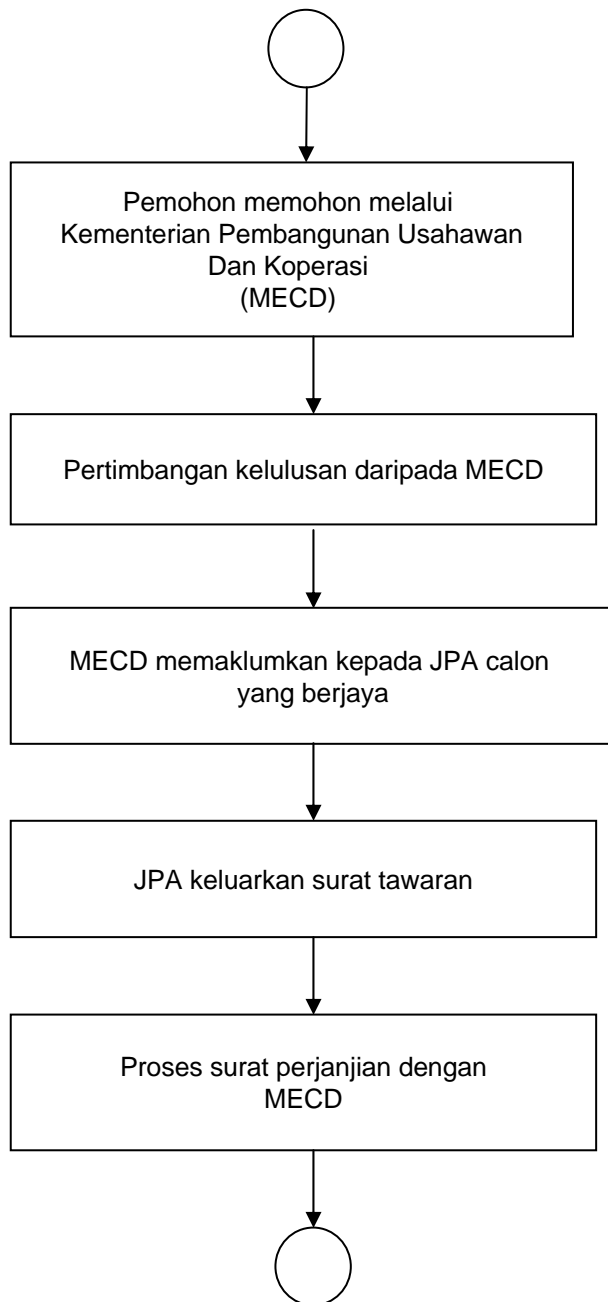 Pemohon memohon melalui
Kementerian Pembangunan Usahawan
Dan Koperasi
(MECD)
Pertimbangan kelulusan daripada MECD
MECD memaklumkan kepada JPA calon
yang berjaya
JPA keluarkan surat tawaran
Proses surat perjanjian dengan
MECD